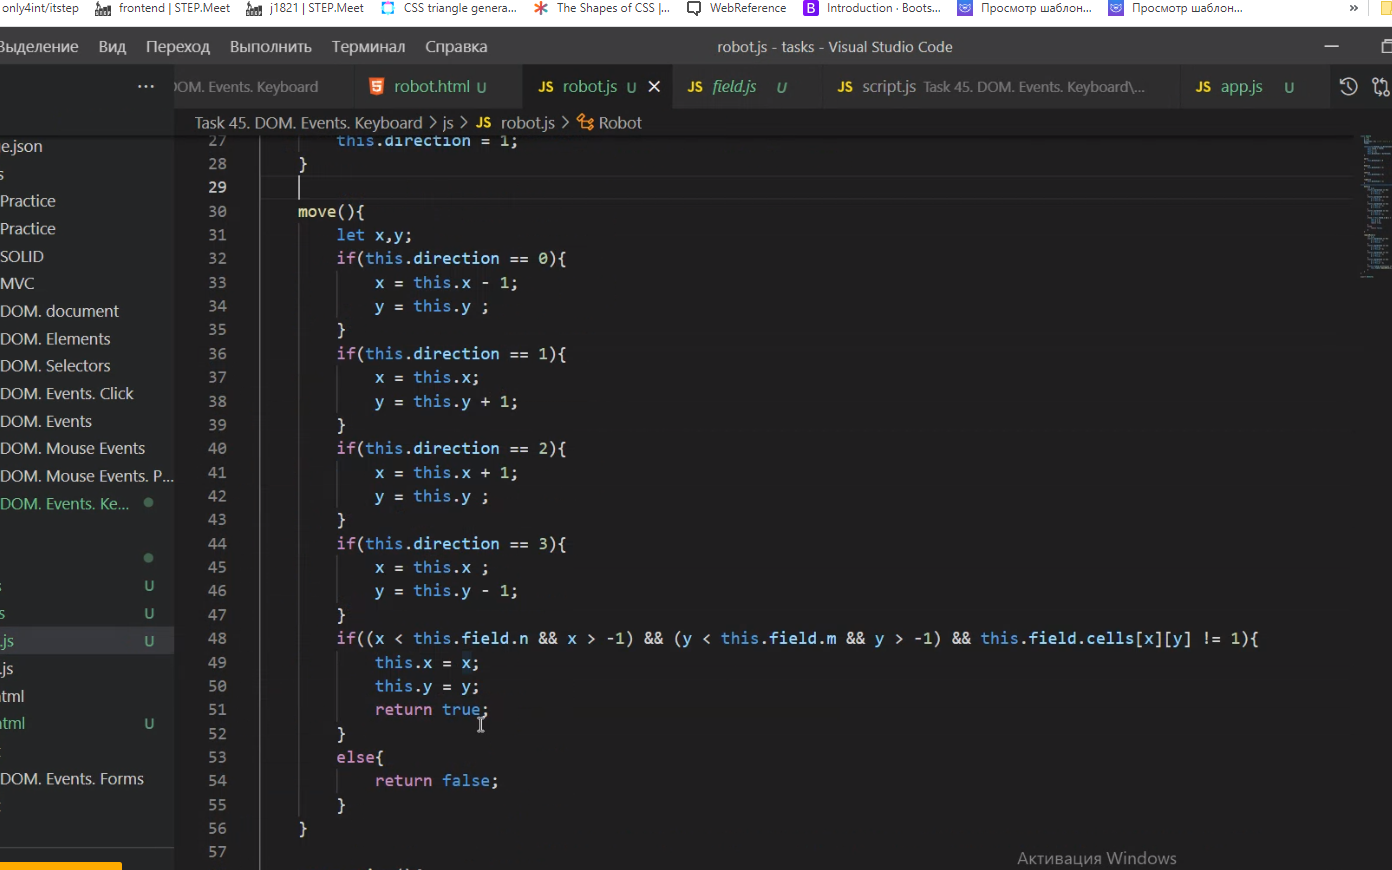 only4int/itstep frontend | STEP.Meet j1821 | STEP.Meet CSS triangle genera... The Shapes of CSS |... WebReference Introduction · Boots... Просмотр шаблон... Просмотр шаблон... »
Выделение Вид Переход Выполнить Терминал Справка robot.js - tasks - Visual Studio Code
... DOM. Events. Keyboard robot.html U JS robot.js U JS field.js U JS script.js Task 45. DOM. Events. Keyboard\... JS app.js U
Task 45. DOM. Events. Keyboard > js > JS robot.js > Robot
e.json
s
Practice
Practice
SOLID
MVC
DOM. document
DOM. Elements
DOM. Selectors
DOM. Events. Click
DOM. Events
DOM. Mouse Events
DOM. Mouse Events. P...
DOM. Events. Ke...
s U
s U
.js U
.js
tml
tml U
DOM. Events. Forms
27 this.direction = 1;
28 }
29
30 move(){
31 let x,y;
32 if(this.direction == 0){
33 x = this.x - 1;
34 y = this.y ;
35 }
36 if(this.direction == 1){
37 x = this.x;
38 y = this.y + 1;
39 }
40 if(this.direction == 2){
41 x = this.x + 1;
42 y = this.y ;
43 }
44 if(this.direction == 3){
45 x = this.x ;
46 y = this.y - 1;
47 }
48 if((x < this.field.n && x > -1) && (y < this.field.m && y > -1) && this.field.cells[x][y] != 1){
49 this.x = x;
50 this.y = y;
51 return true;
52 }
53 else{
54 return false;
55 }
56 }
57
Активация Windows